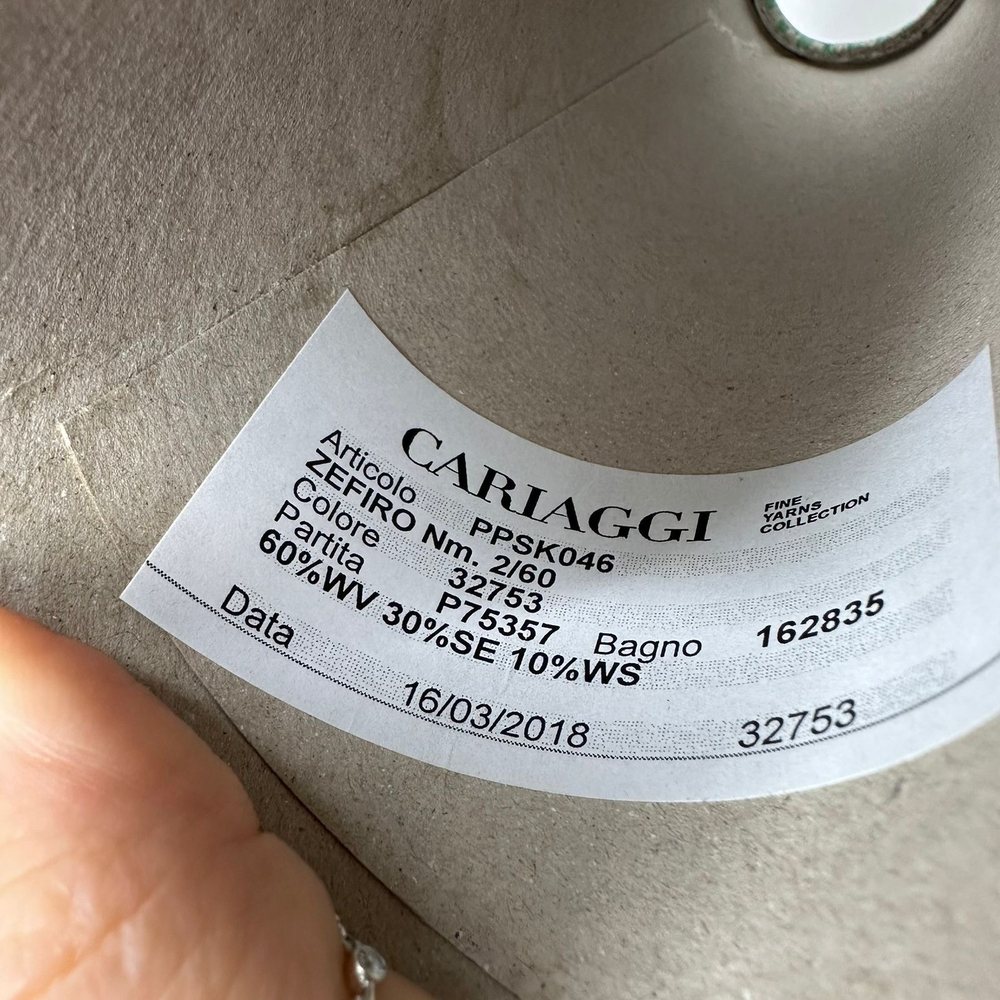 CARIAGGI
FINE
YARNS
COLLECTION
Articolo PPSK046
ZEFIRO Nm. 2/60
Colore 32753
Partita P75357 Bagno 162835
60%WV 30%SE 10%WS
Data 16/03/2018 32753